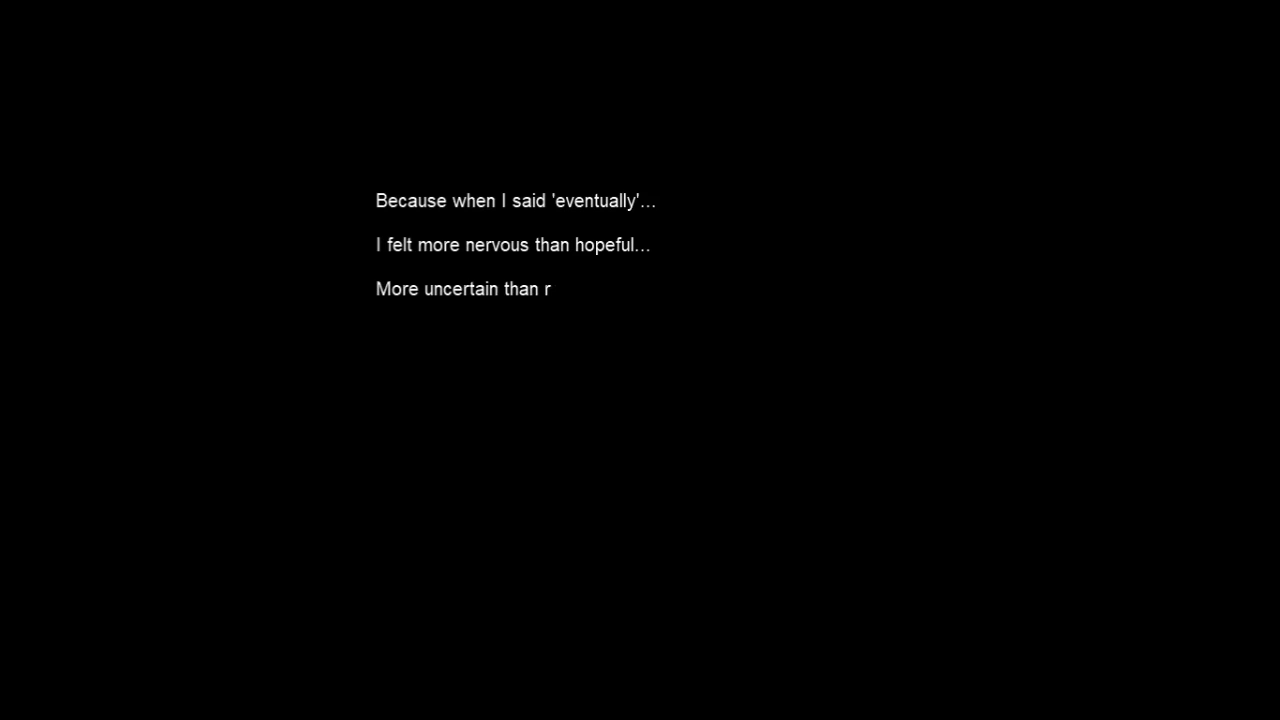 Because when I said 'eventually'...
I felt more nervous than hopeful...
More uncertain than r